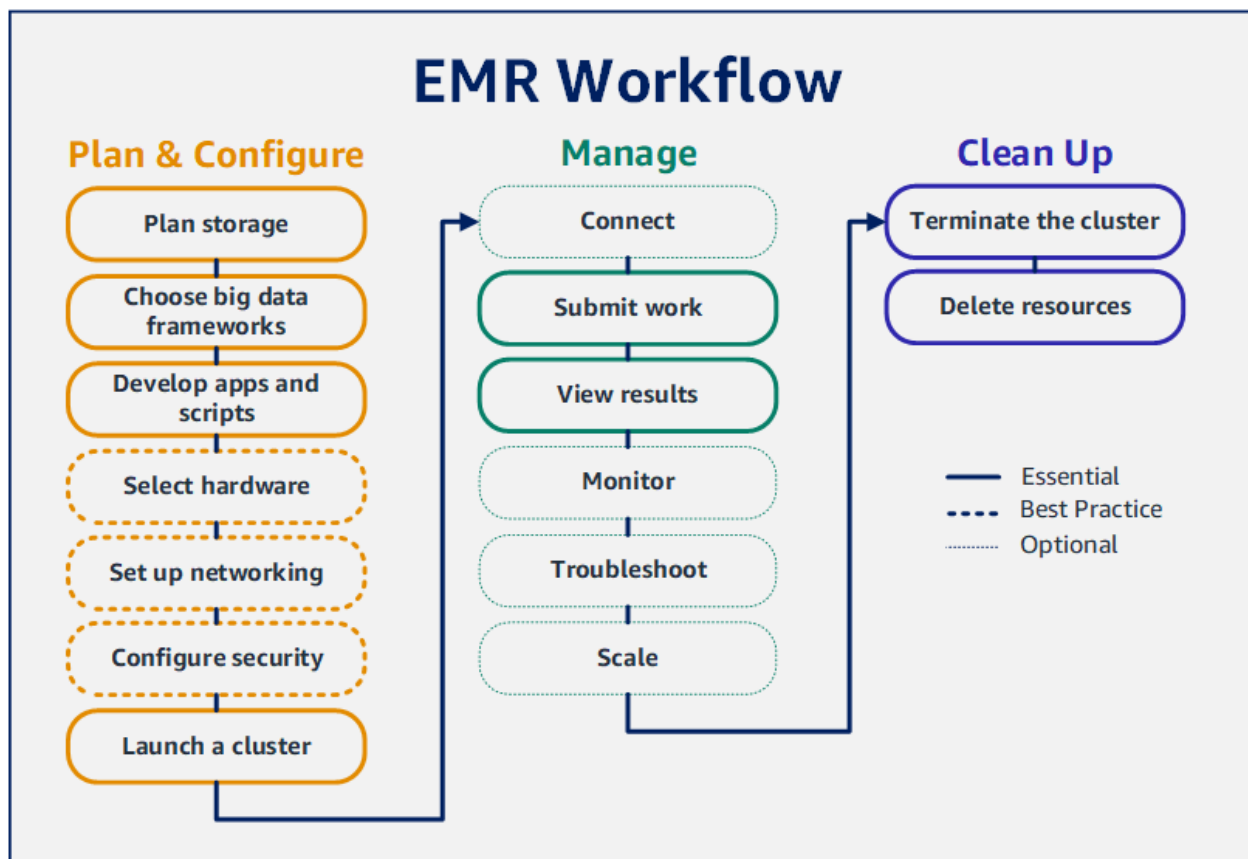 EMR Workflow
Plan & Configure
Plan storage
Choose big data
frameworks
Develop apps and
scripts
Select hardware
Set up networking
Configure security
Launch a cluster
Manage
Connect
Submit work
View results
Monitor
Troubleshoot
Scale
Clean Up
Terminate the cluster
Delete resources
Essential
Best Practice
Optional